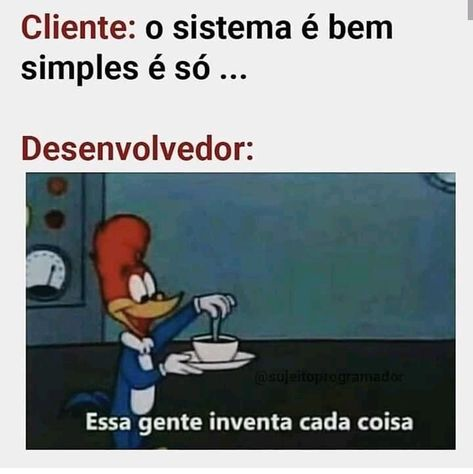 Cliente: o sistema é bem
simples é só ...
Desenvolvedor:
@sujeitoprogramador
Essa gente inventa cada coisa